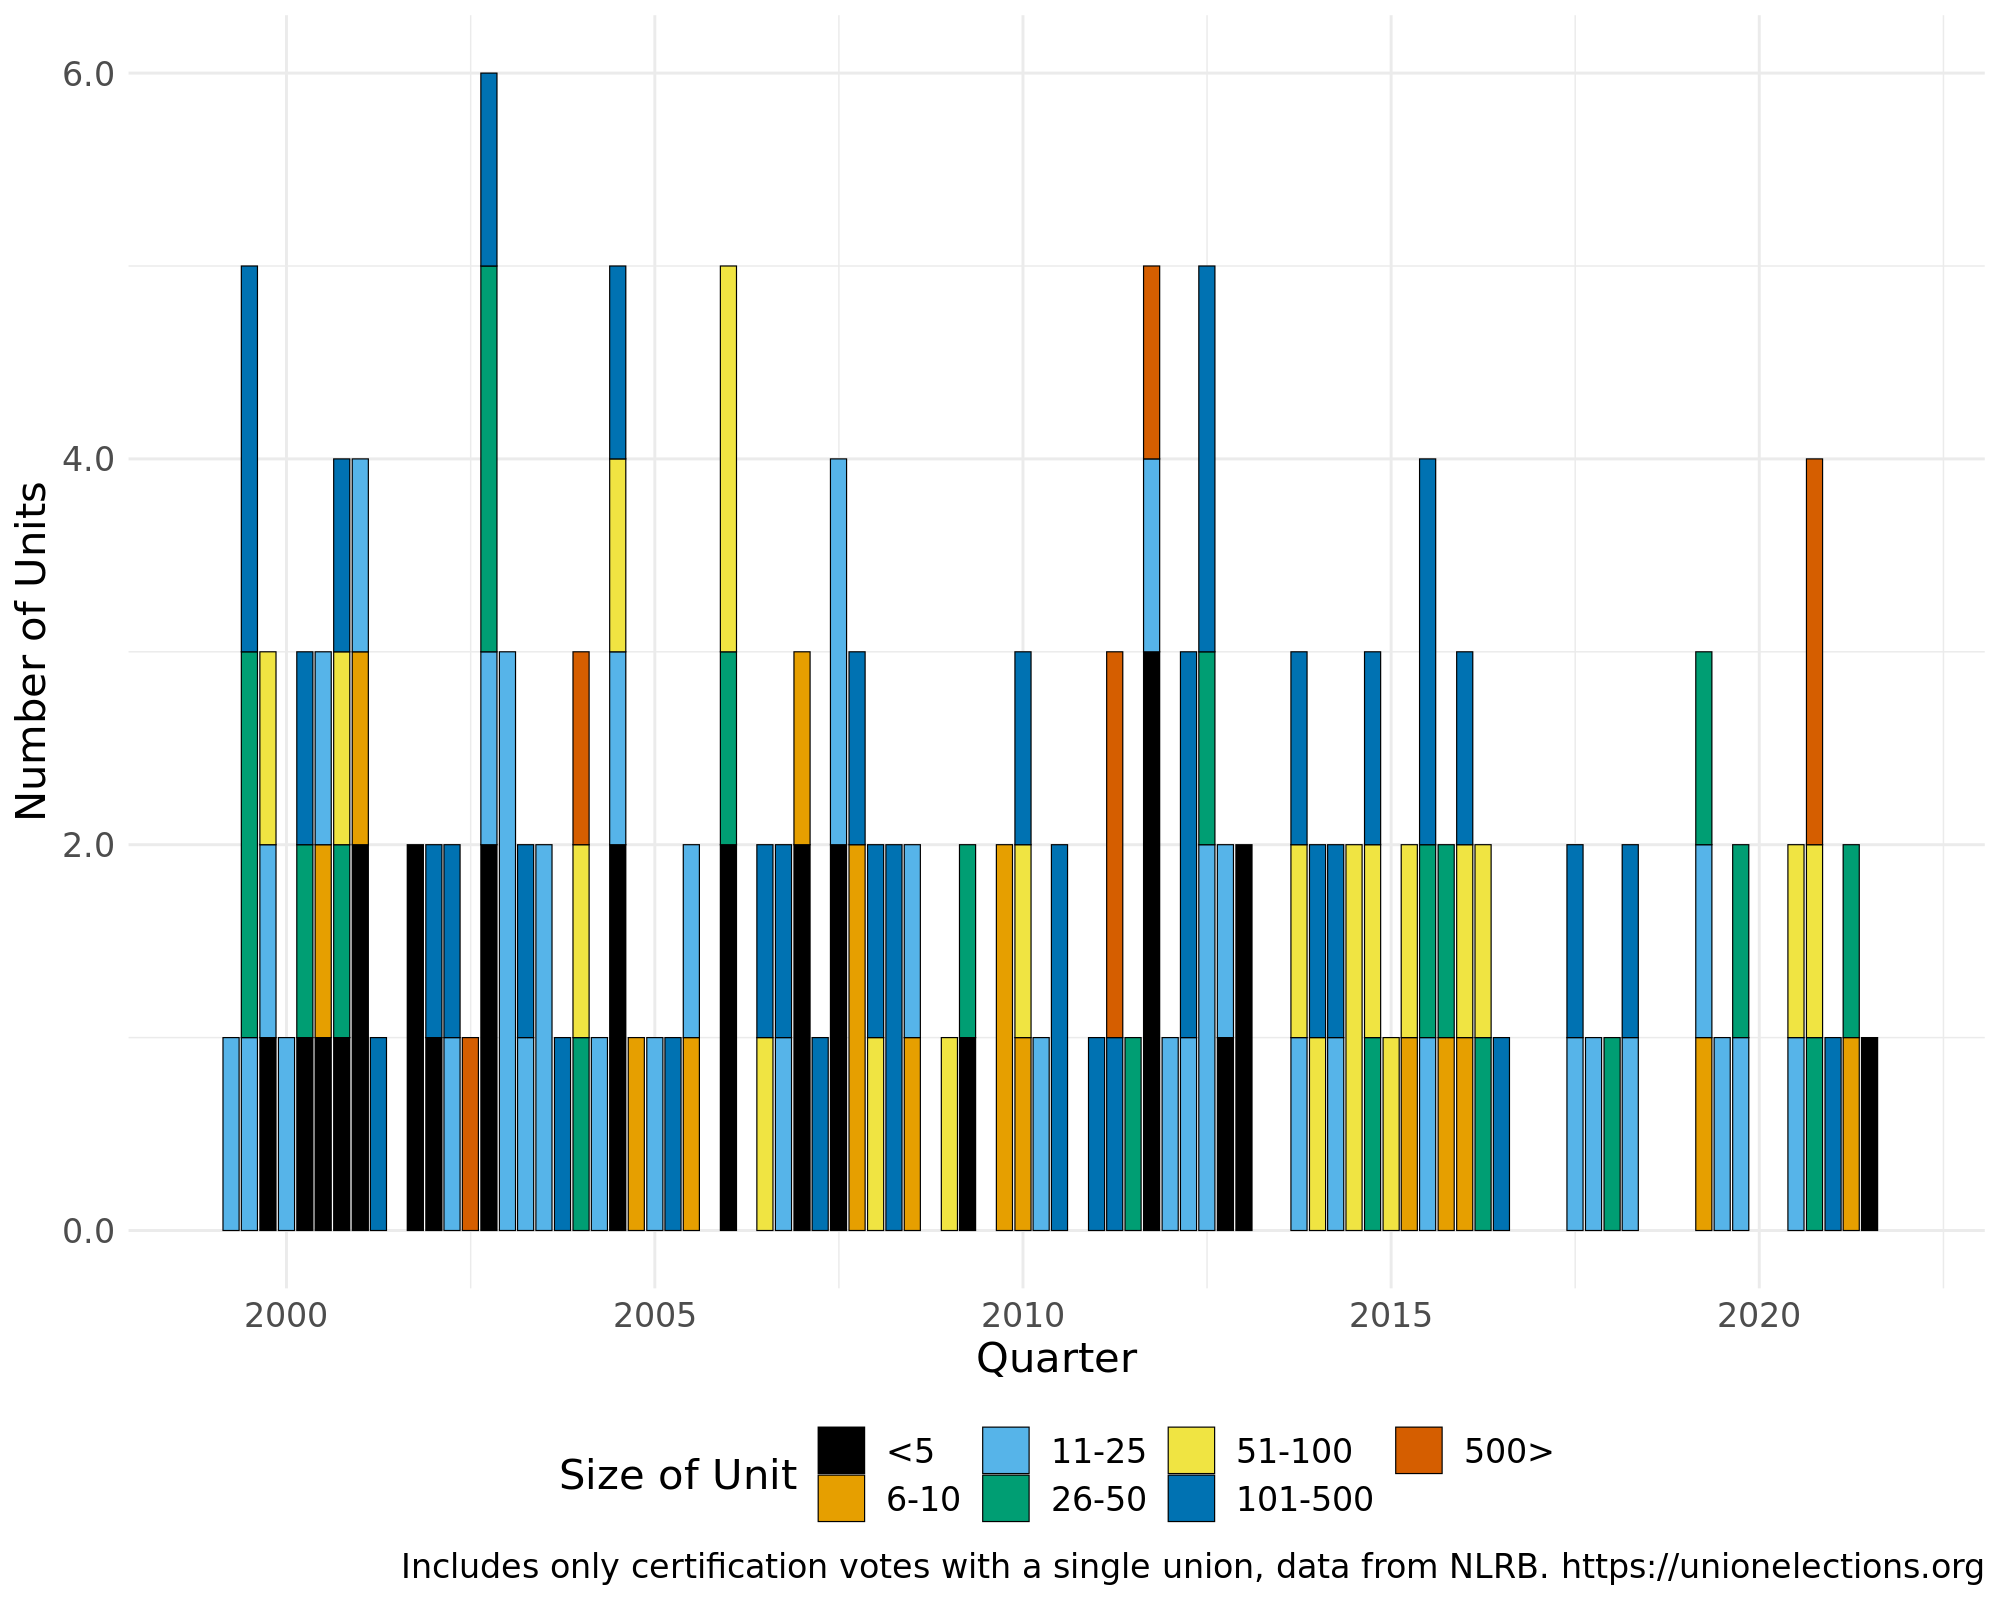 6.0
4.0
2.0
0.0
Number of Units
2000 2005 2010 2015 2020
Quarter
Size of Unit
<5 11-25 51-100 500>
6-10 26-50 101-500
Includes only certification votes with a single union, data from NLRB. https://unionelections.org